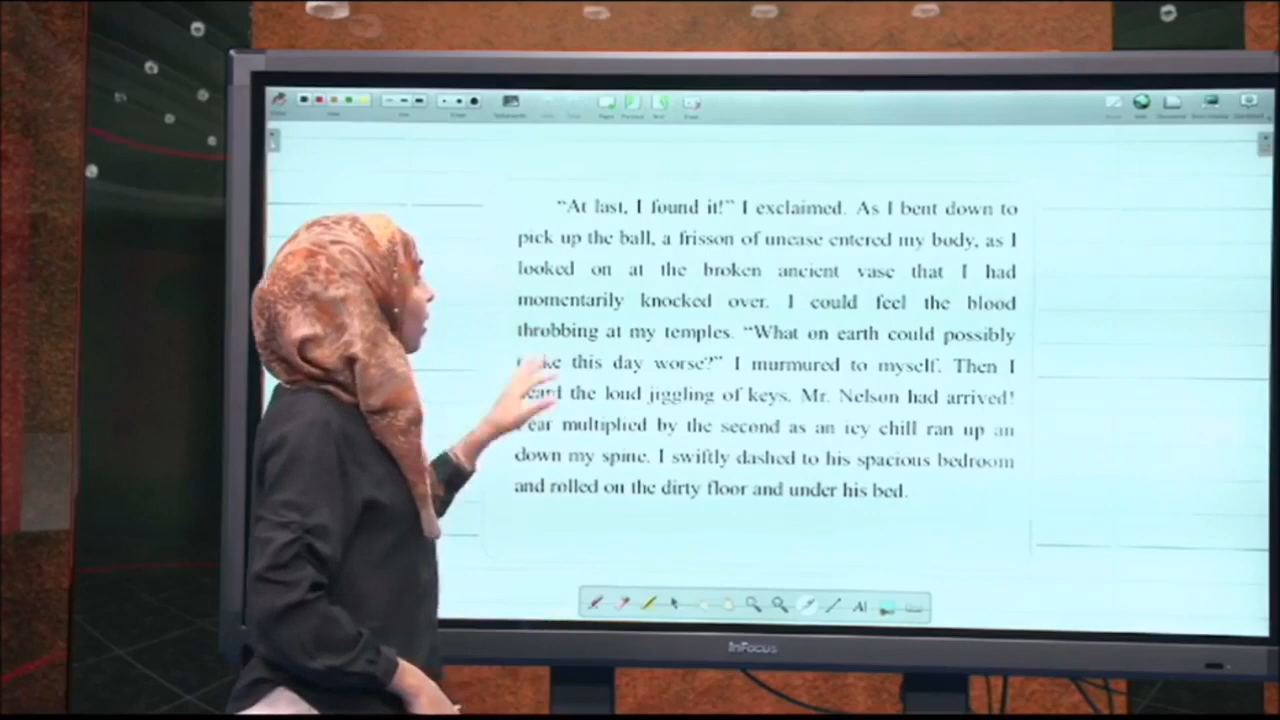 “At last, I found it!” I exclaimed. As I bent down to
pick up the ball, a frisson of unease entered my body, as I
looked on at the broken ancient vase that I had
momentarily knocked over. I could feel the blood
throbbing at my temples. “What on earth could possibly
this day worse?” I murmured to myself. Then I
the loud jiggling of keys. Mr. Nelson had arrived!
multiplied by the second as an icy chill ran up an
down my spine. I swiftly dashed to his spacious bedroom
and rolled on the dirty floor and under his bed.
InFocus